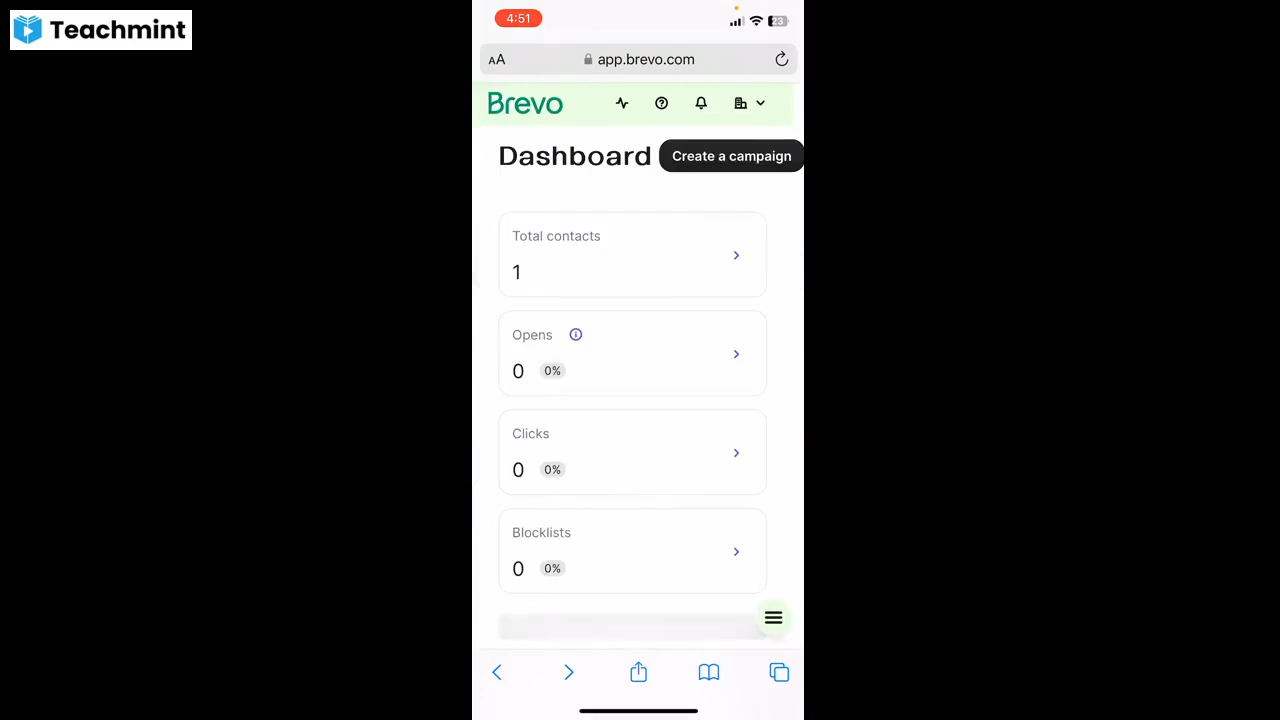 Teachmint
4:51
23
AA
app.brevo.com
Brevo
Dashboard
Create a campaign
Total contacts
1
Opens
0 0%
Clicks
0 0%
Blocklists
0 0%